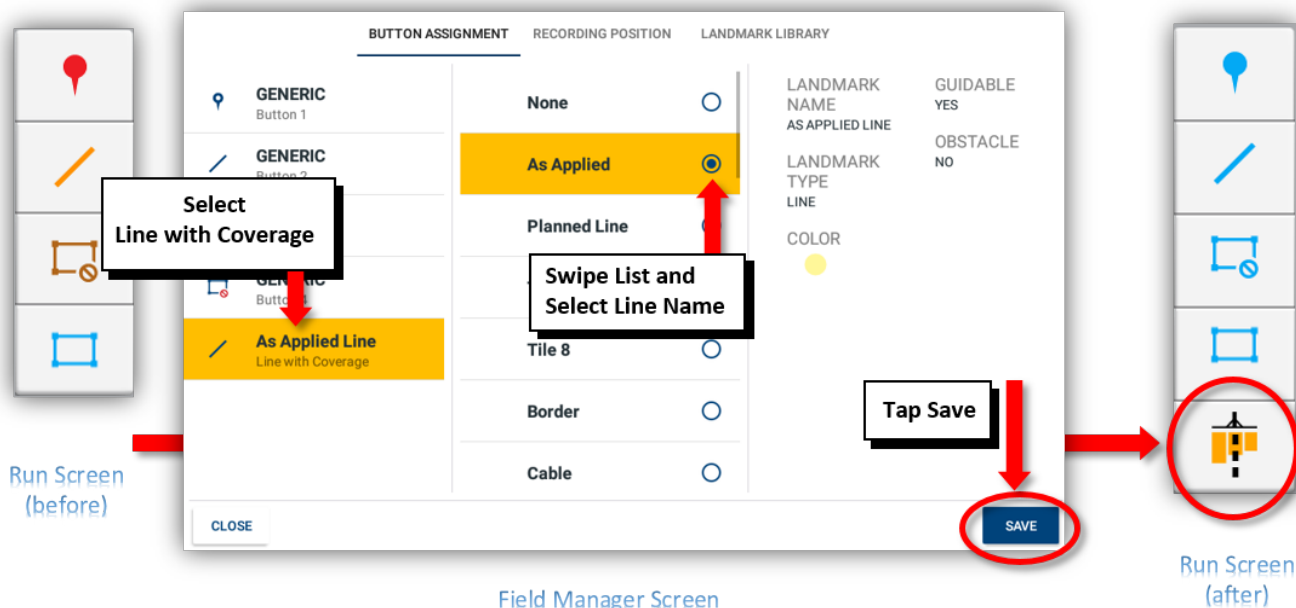 BUTTON ASSIGNMENT
RECORDING POSITION
LANDMARK LIBRARY
GENERIC
Button 1
GENERIC
Button 2
Select
Line with Coverage
GENERIC
As Applied Line
Line with Coverage
None
As Applied
Planned Line
Swipe List and
Select Line Name
Tile 8
Border
Cable
LANDMARK
NAME
AS APPLIED LINE
LANDMARK
TYPE
LINE
COLOR
GUIDABLE
YES
OBSTACLE
NO
Tap Save
CLOSE
SAVE
Run Screen
(before)
Field Manager Screen
Run Screen
(after)